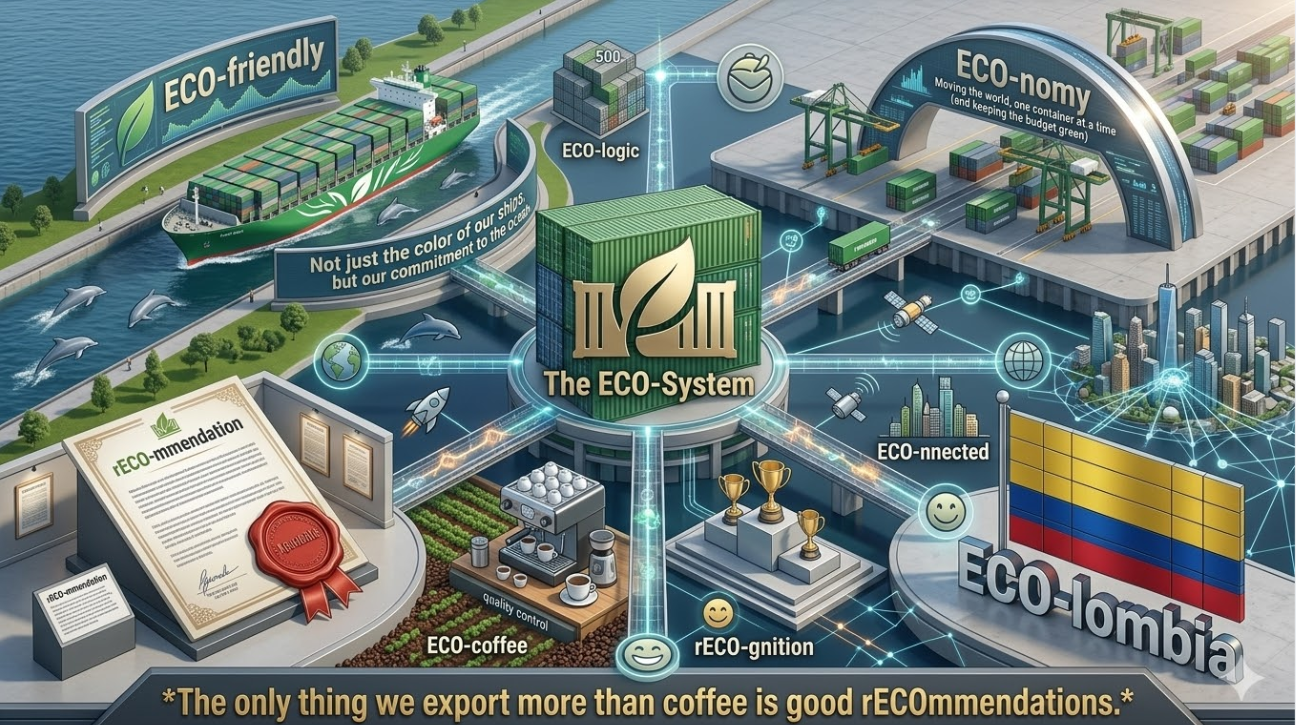 ECO-friendly
500
ECO-logic
ECO-nomy
Moving the world, one container at a time
(and keeping the budget green)
Not just the color of our ships,
but our commitment to the ocean
The ECO-System
rECO-mmendation
rECO-mmendation
ECO-nnected
quality control
ECO-coffee
rECO-gnition
ECO-lombia
*The only thing we export more than coffee is good rECOmmendations.*